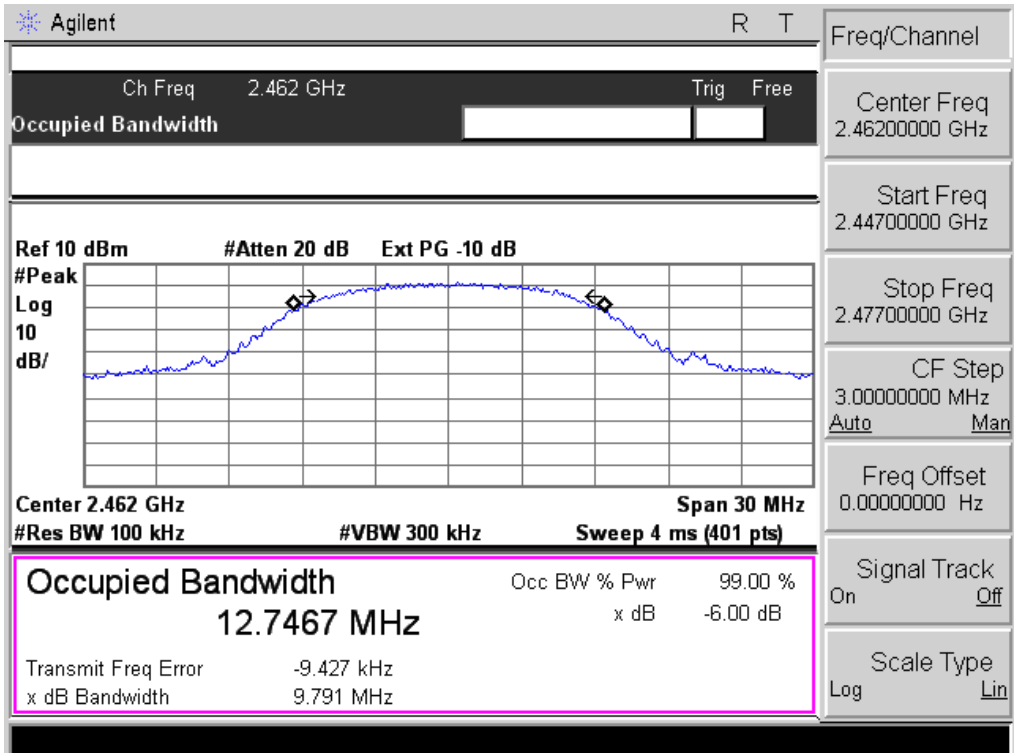 Agilent R T
Ch Freq 2.462 GHz Trig Free
Occupied Bandwidth
Ref 10 dBm #Atten 20 dB Ext PG -10 dB
#Peak
Log
10
dB/
Center 2.462 GHz Span 30 MHz
#Res BW 100 kHz #VBW 300 kHz Sweep 4 ms (401 pts)
Occupied Bandwidth
12.7467 MHz
Occ BW % Pwr 99.00 %
x dB -6.00 dB
Transmit Freq Error -9.427 kHz
x dB Bandwidth 9.791 MHz
Freq/Channel
Center Freq
2.46200000 GHz
Start Freq
2.44700000 GHz
Stop Freq
2.47700000 GHz
CF Step
3.00000000 MHz
Auto Man
Freq Offset
0.00000000 Hz
Signal Track
On Off
Scale Type
Log Lin